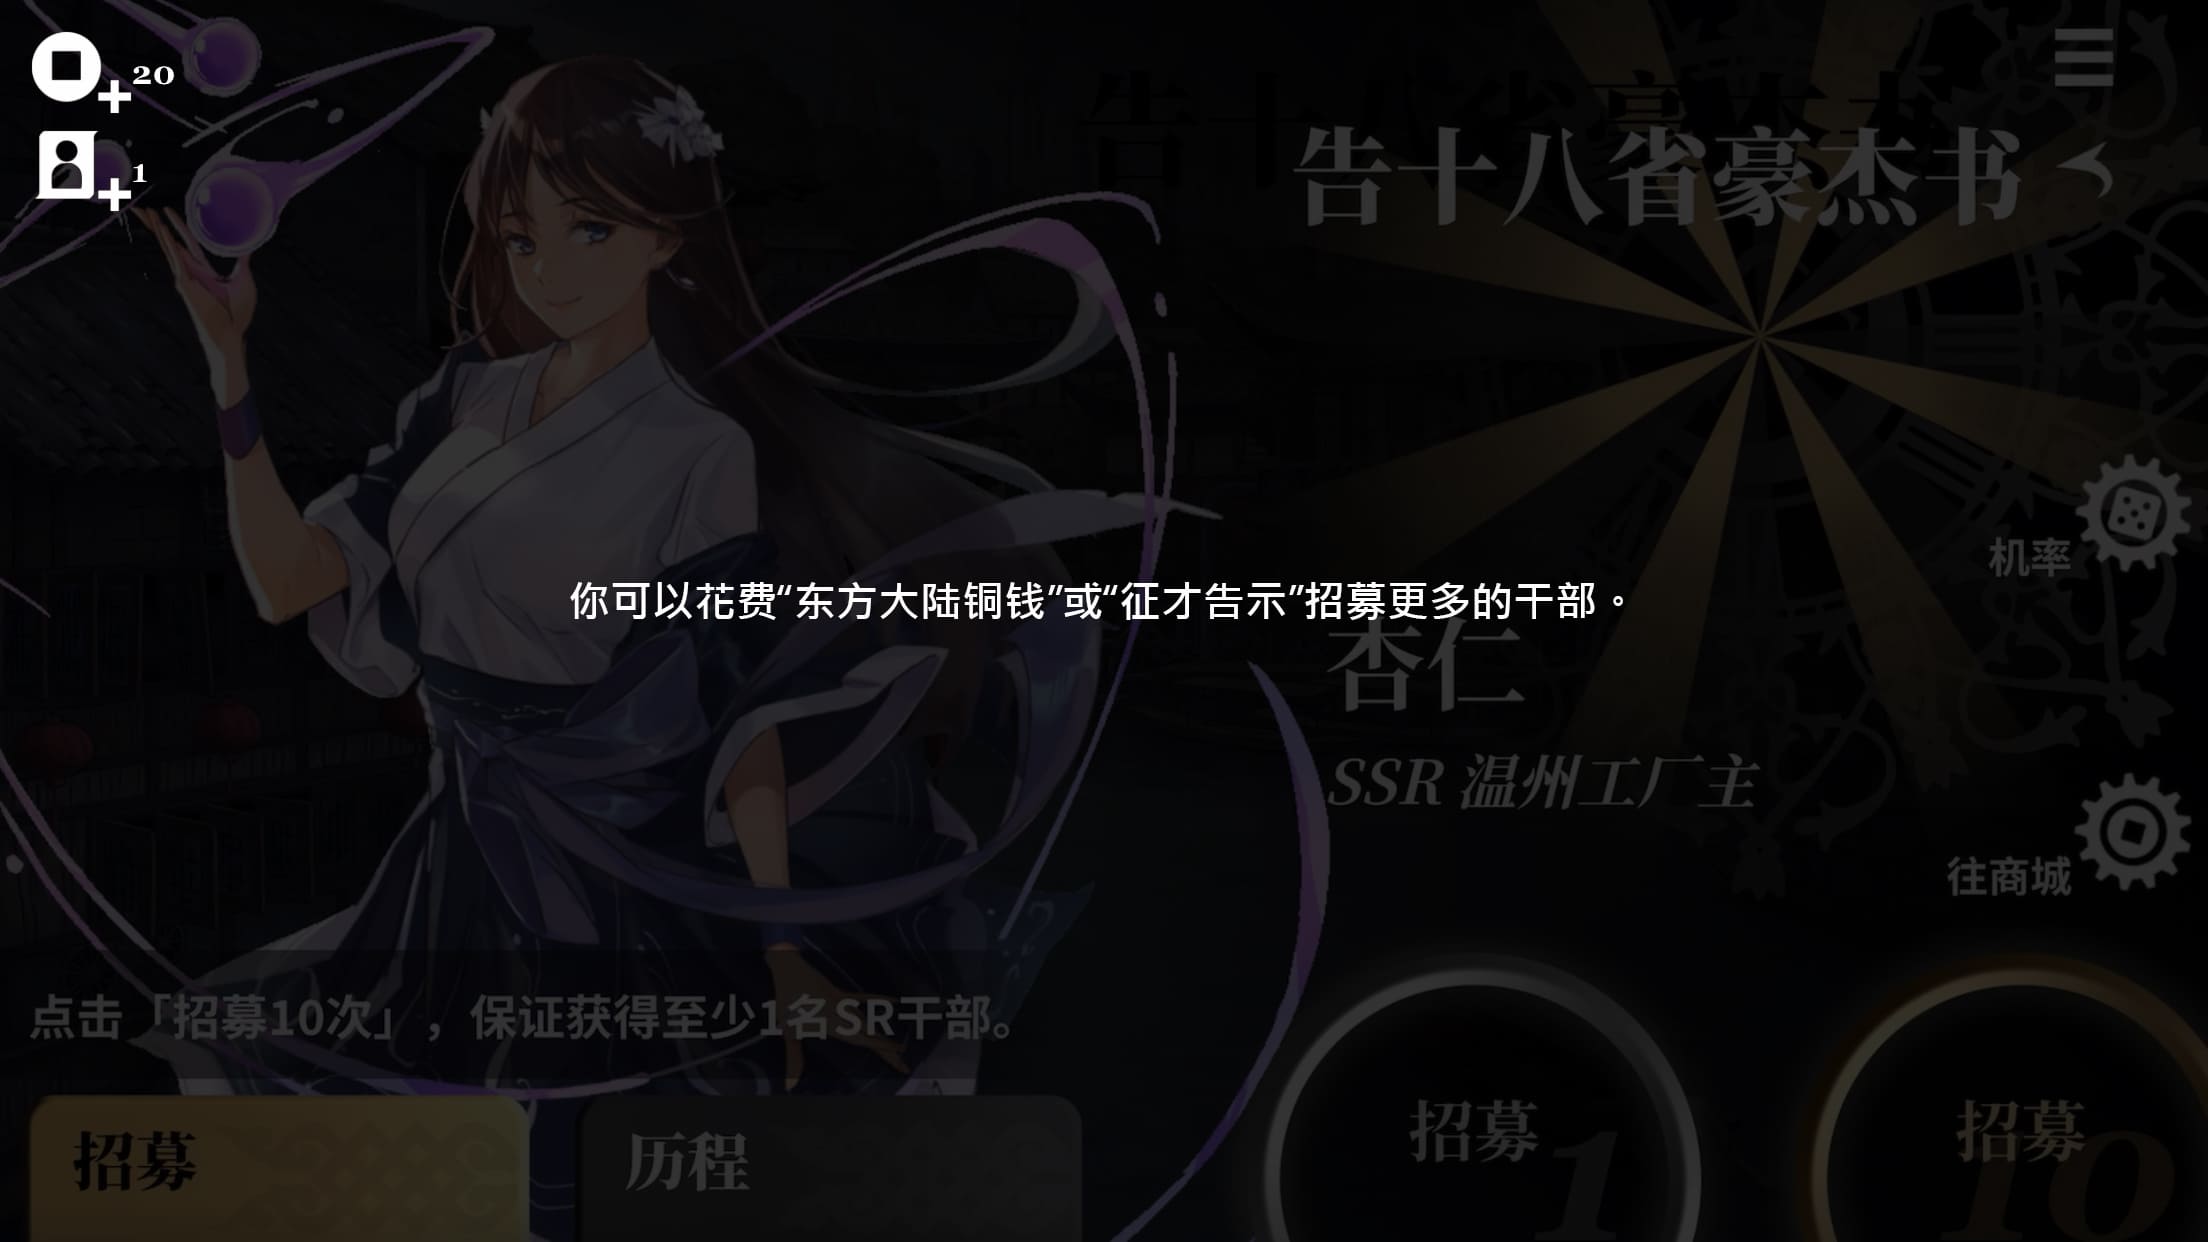 20
1
告十八省豪杰书
机率
你可以花费“东方大陆铜钱”或“征才告示”招募更多的干部。
杏仁
SSR 温州工厂主
往商城
点击「招募10次」，保证获得至少1名SR干部。
招募
历程
招募 1
招募 10